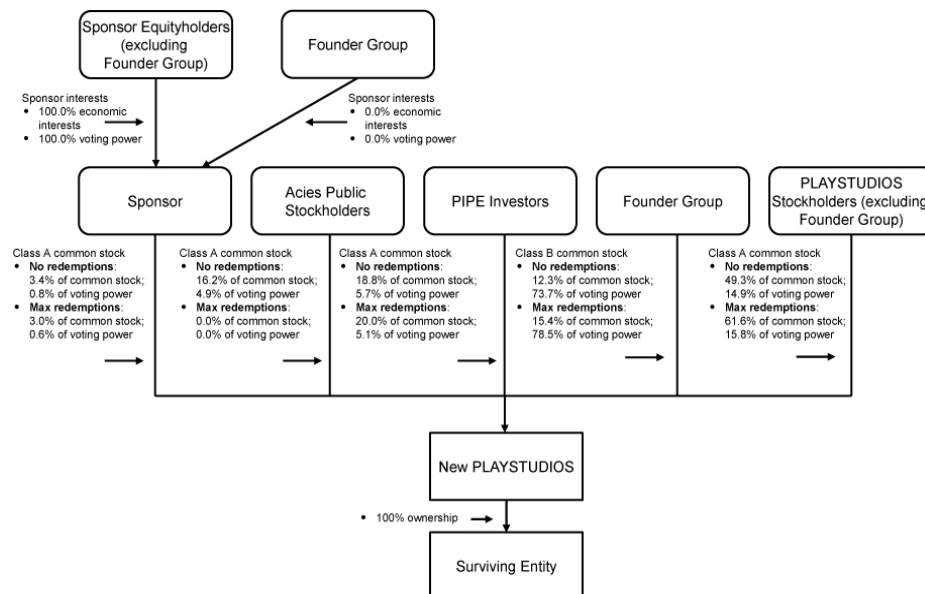 Sponsor Equityholders
(excluding
Founder Group)
Founder Group
Sponsor interests
• 100.0% economic
interests
• 100.0% voting power
Sponsor interests
• 0.0% economic
interests
• 0.0% voting power
Sponsor
Acies Public
Stockholders
PIPE Investors
Founder Group
PLAYSTUDIOS
Stockholders (excluding
Founder Group)
Class A common stock
• No redemptions:
3.4% of common stock;
0.8% of voting power
• Max redemptions:
3.0% of common stock;
0.6% of voting power
Class A common stock
• No redemptions:
16.2% of common stock;
4.9% of voting power
• Max redemptions:
0.0% of common stock;
0.0% of voting power
Class A common stock
• No redemptions:
18.8% of common stock;
5.7% of voting power
• Max redemptions:
20.0% of common stock;
5.1% of voting power
Class B common stock
• No redemptions:
12.3% of common stock;
73.7% of voting power
• Max redemptions:
15.4% of common stock;
78.5% of voting power
Class A common stock
• No redemptions:
49.3% of common stock;
14.9% of voting power
• Max redemptions:
61.6% of common stock;
15.8% of voting power
New PLAYSTUDIOS
• 100% ownership
Surviving Entity